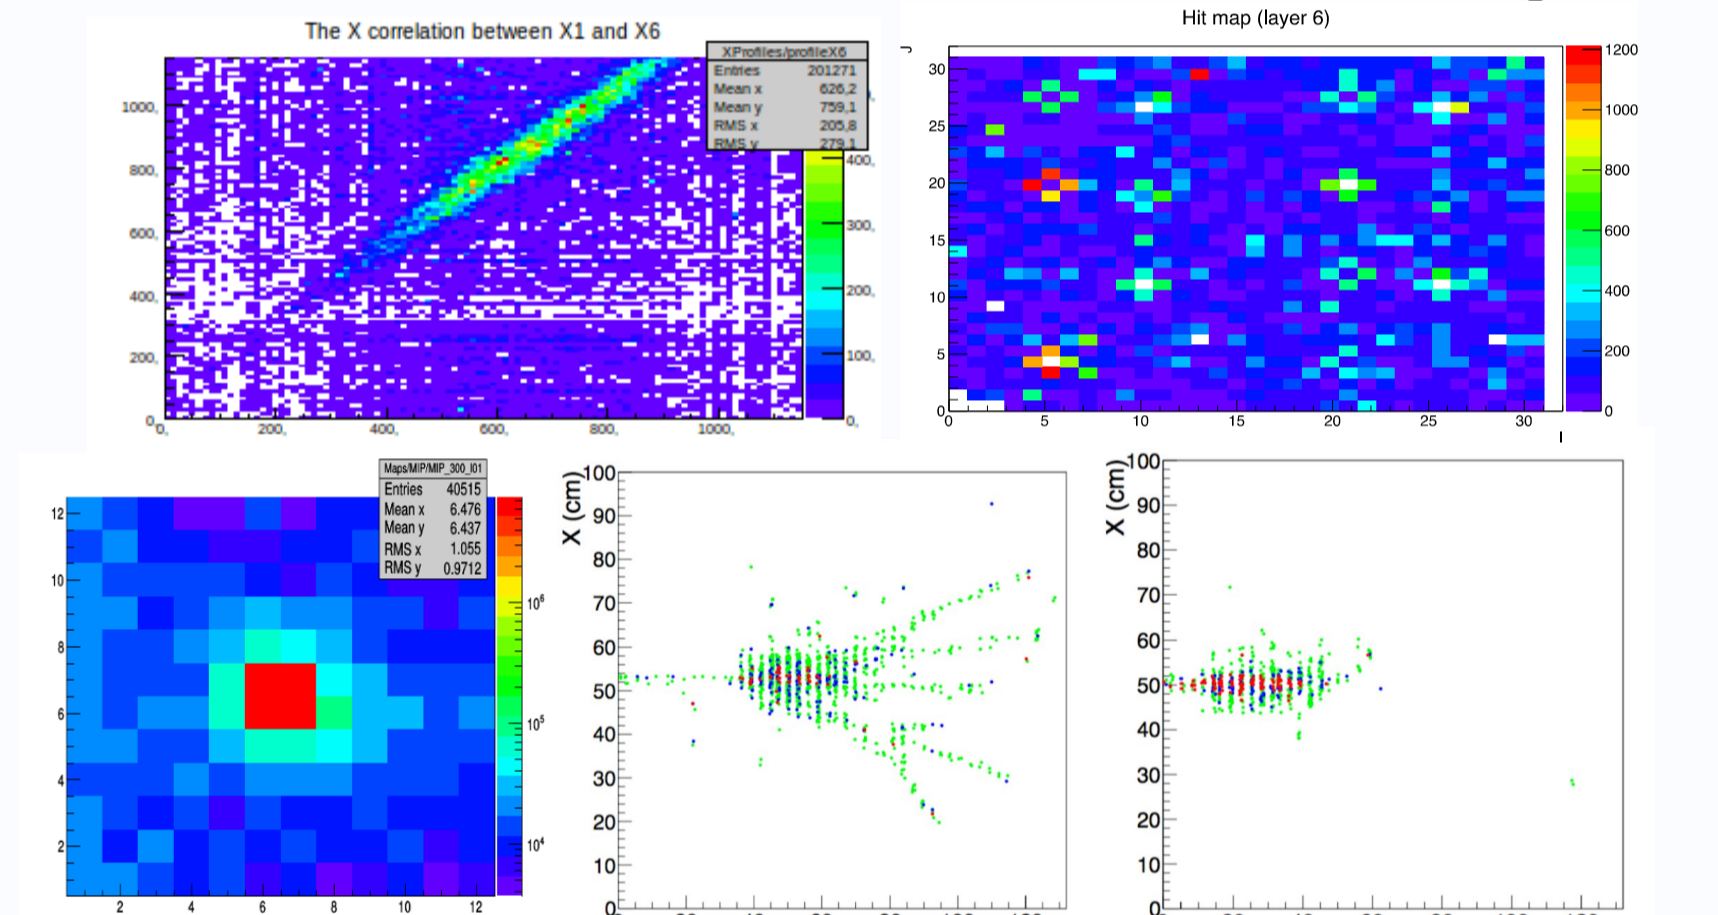 The X correlation between X1 and X6
XProfiles/profileX6
Entries 201271
Mean x 626,2
Mean y 759,1
RMS x 205,8
RMS y 279,1
1000,
800,
600,
400,
200,
0,
0, 200, 400, 600, 800, 1000,
400,
300,
200,
100,
0,
Hit map (layer 6)
J
30
25
20
15
10
5
0
0 5 10 15 20 25 30
I
1200
1000
800
600
400
200
0
Maps/MIP/MIP_300_l01
Entries 40515
Mean x 6.476
Mean y 6.437
RMS x 1.055
RMS y 0.9712
12
10
8
6
4
2
2 4 6 8 10 12
10⁶
10⁵
10⁴
X (cm)
100
90
80
70
60
50
40
30
20
10
0
X (cm)
100
90
80
70
60
50
40
30
20
10
0